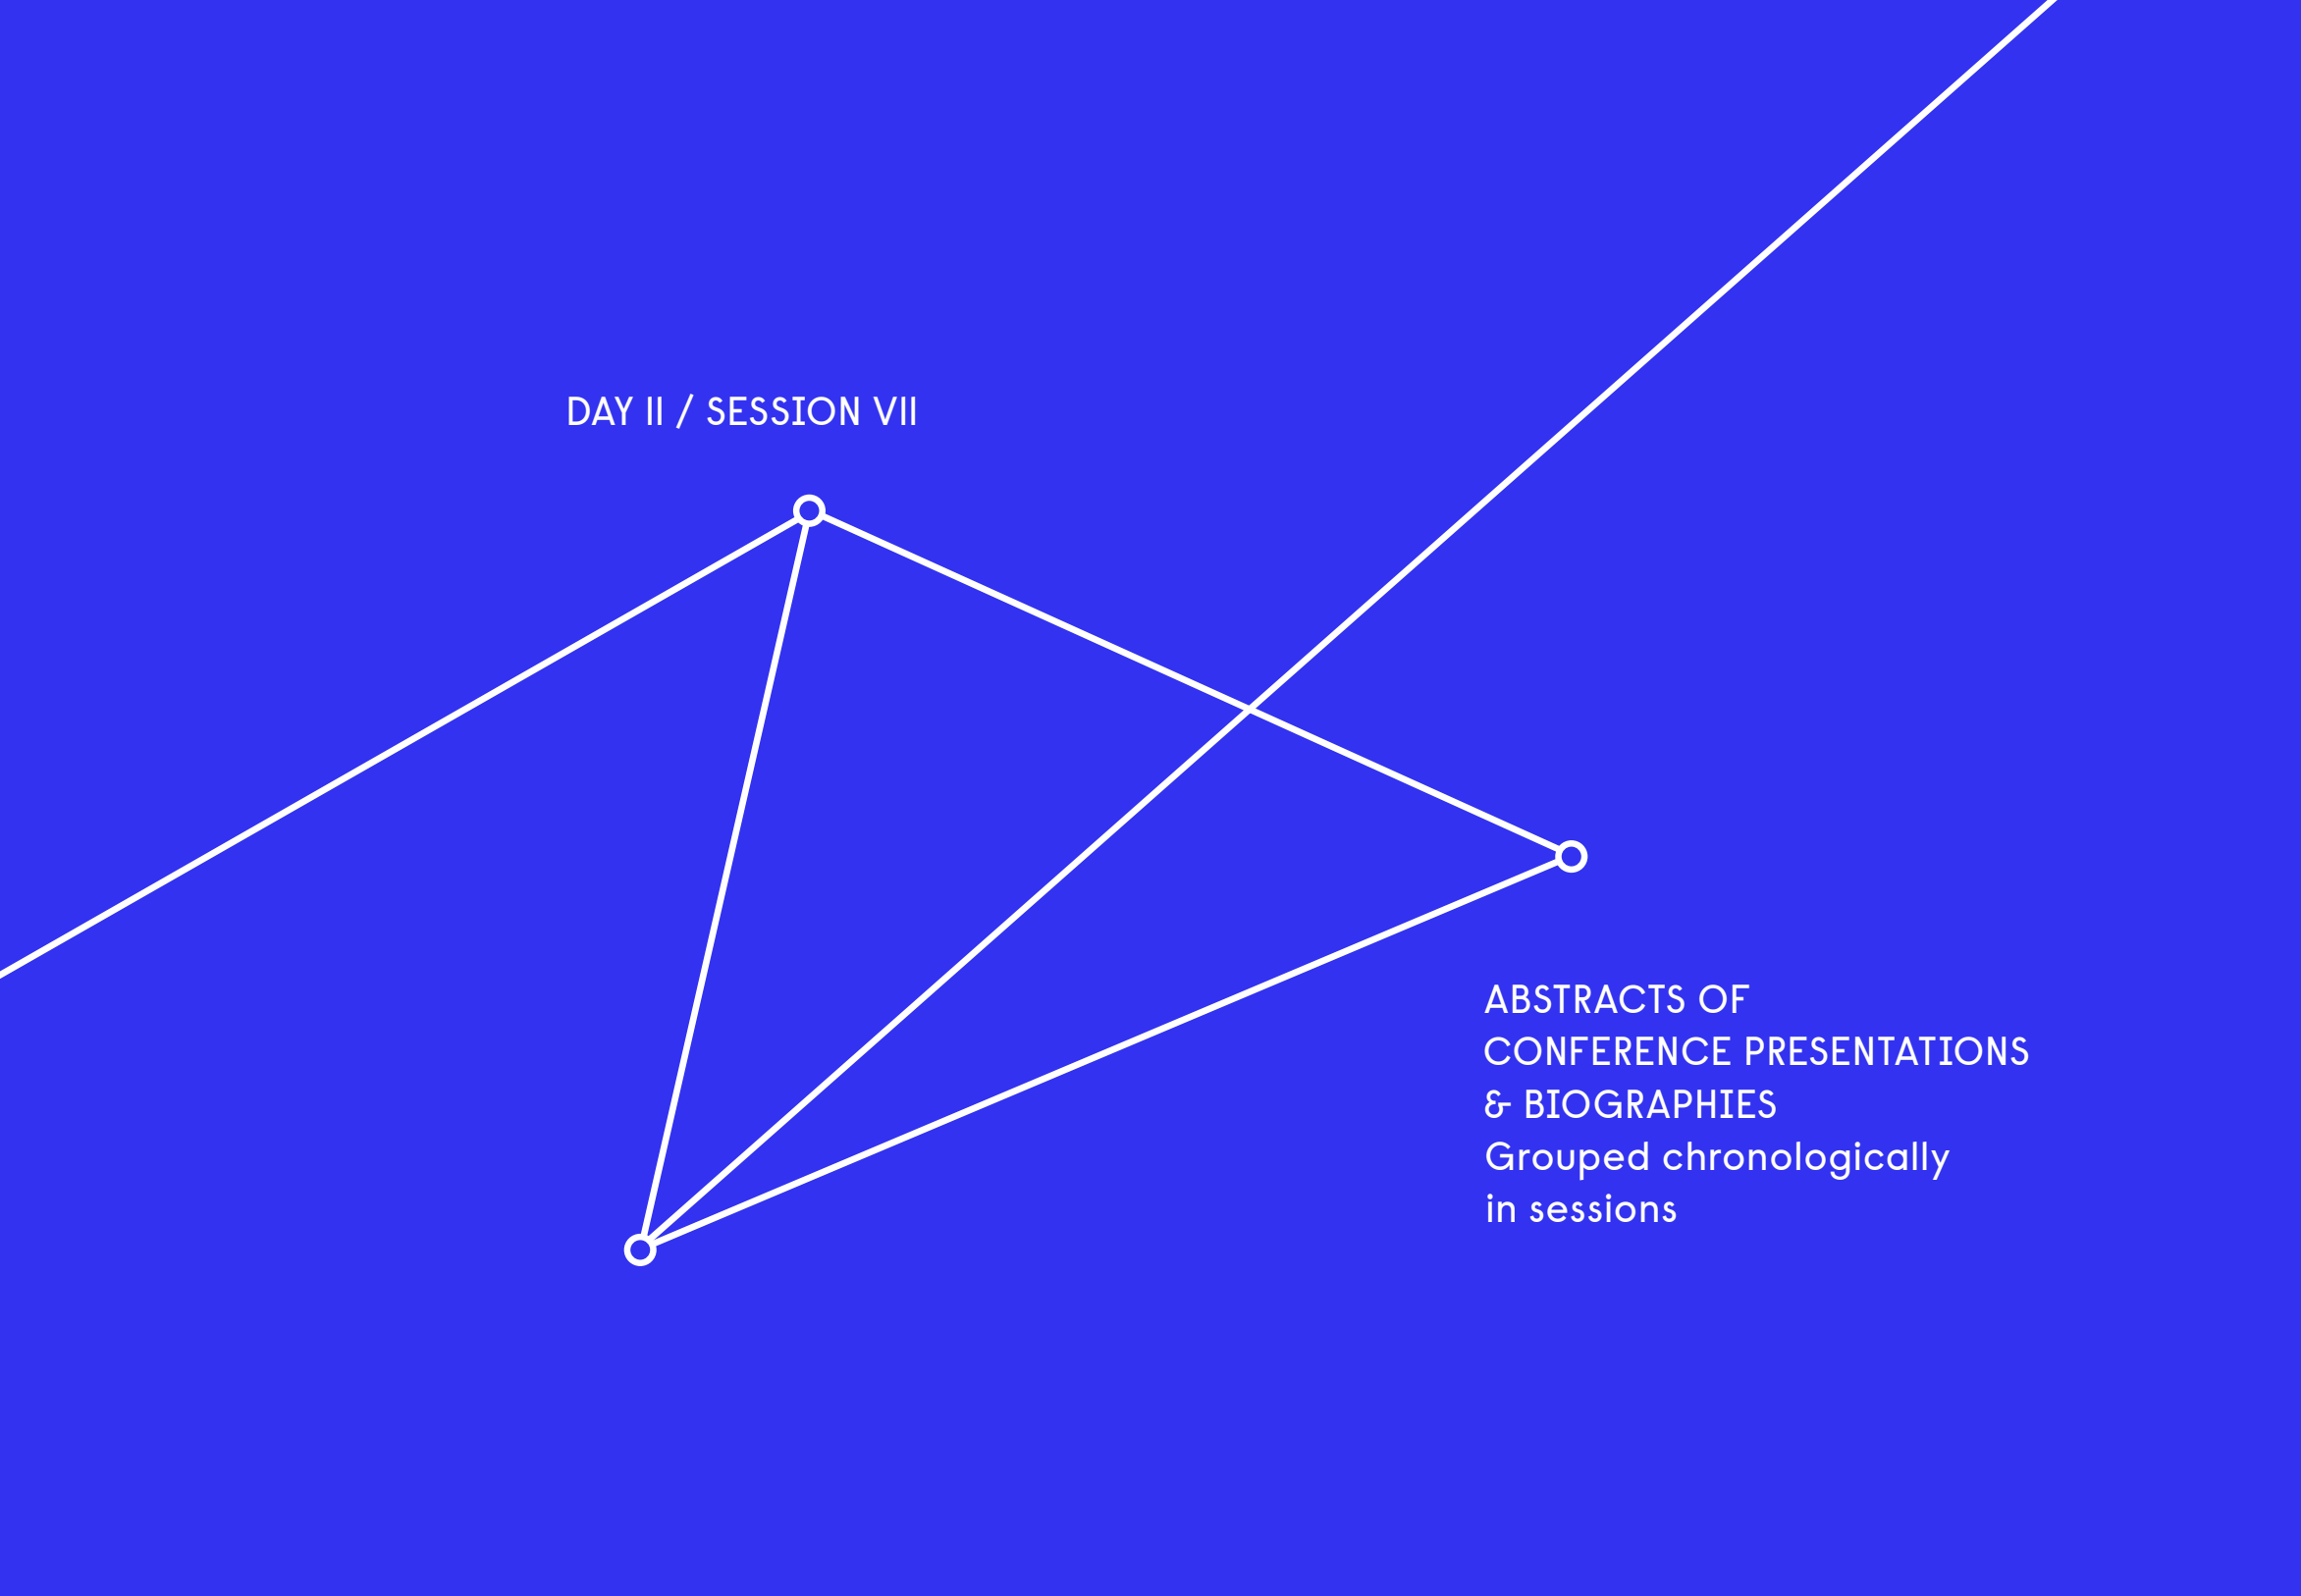 DAY II / SESSION VII
ABSTRACTS OF
CONFERENCE PRESENTATIONS
& BIOGRAPHIES
Grouped chronologically
in sessions